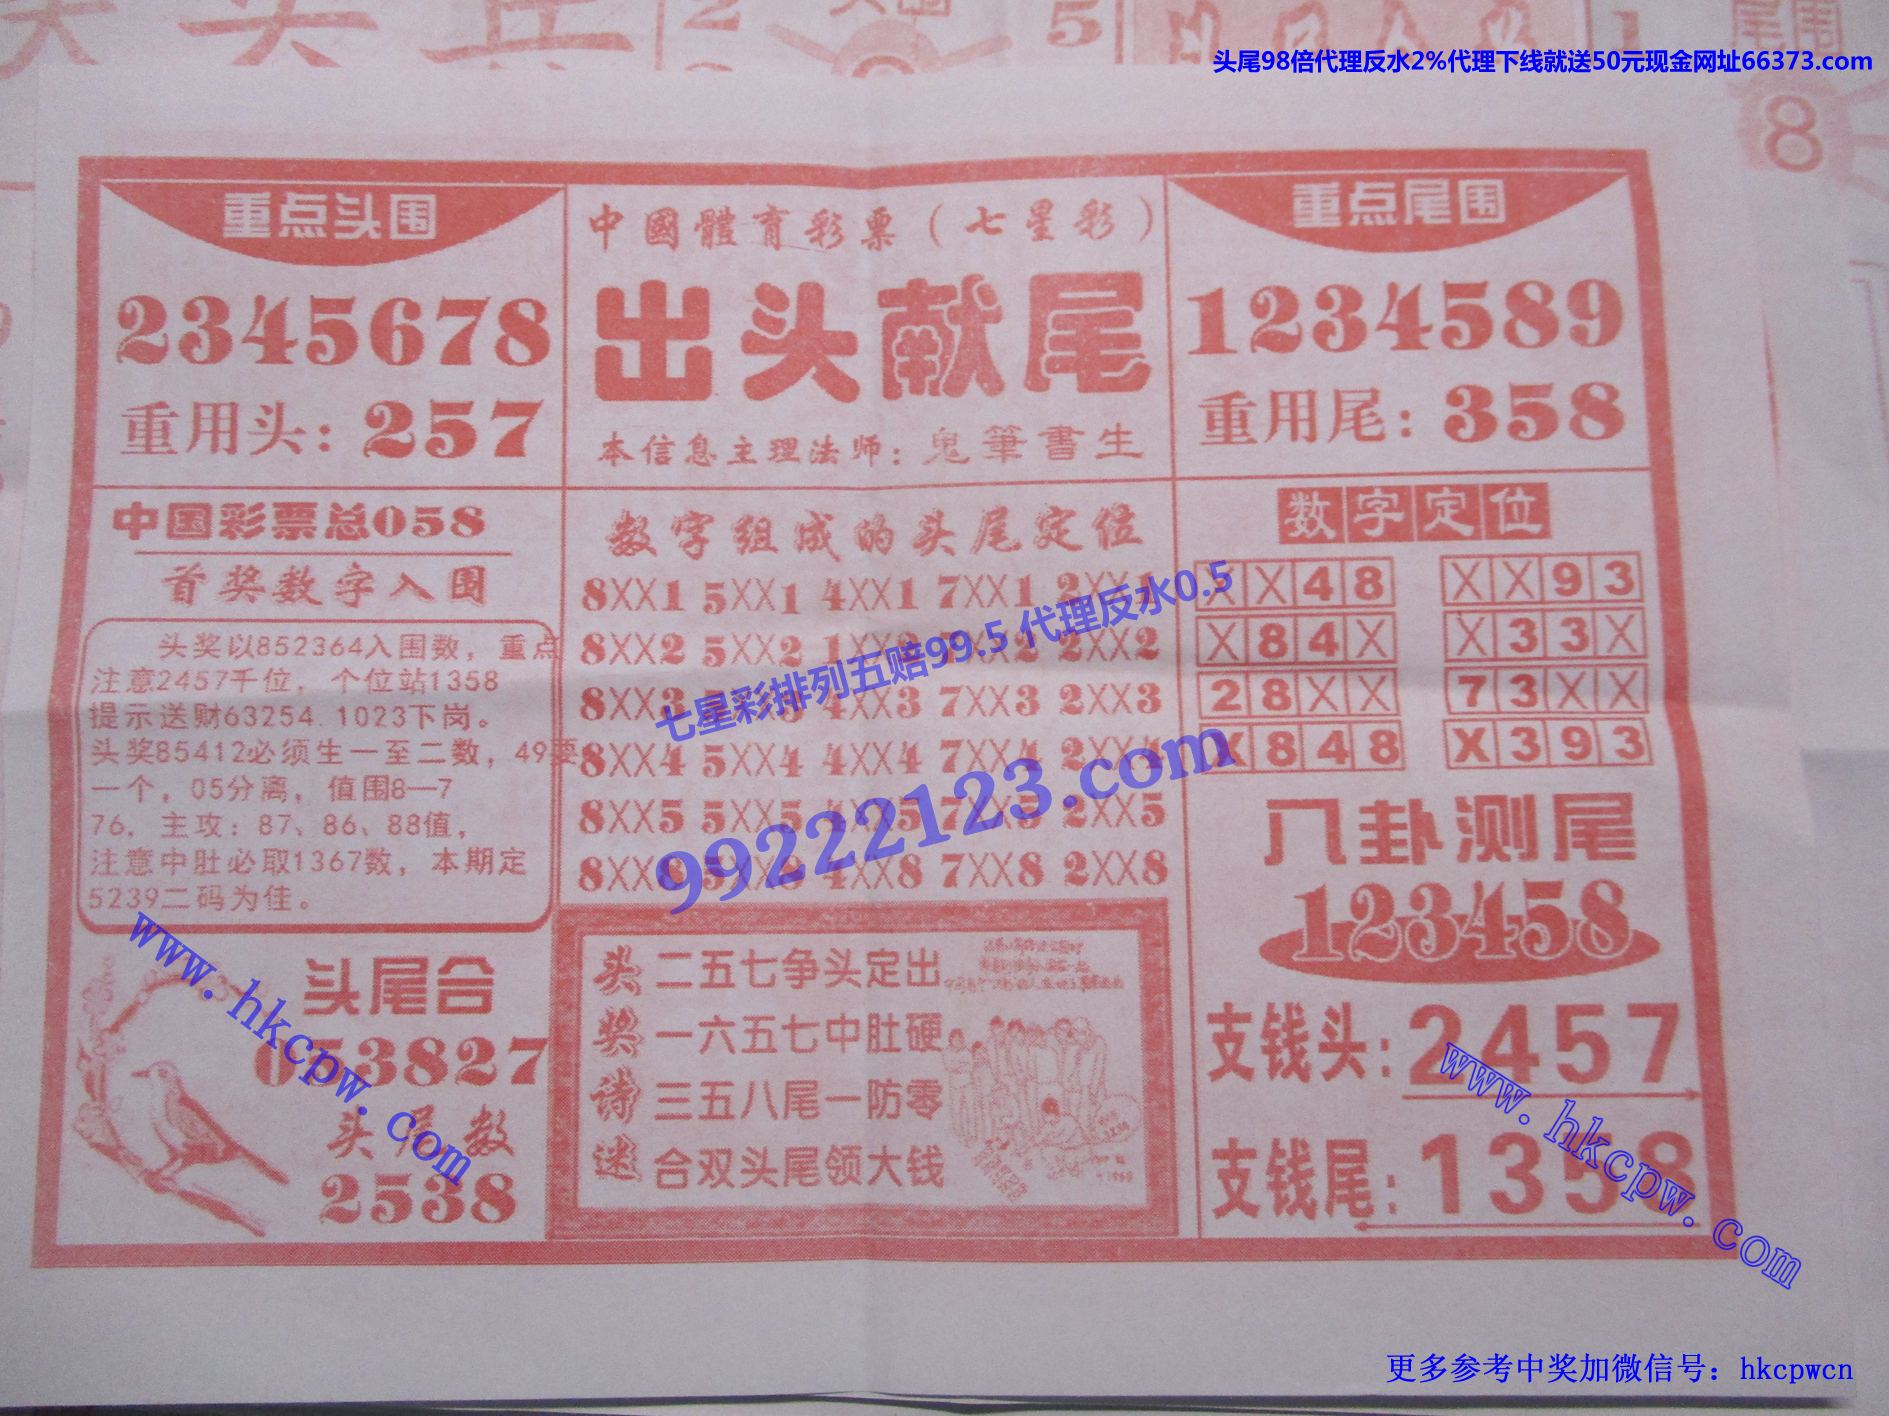 头尾98倍代理反水2%代理下线就送50元现金网址66373.com
8
重点头围
2345678
重用头：257
中國體育彩票（七星彩）
出头献尾
本信息主理法师：鬼筆書生
重点尾围
1234589
重用尾：358
中国彩票总058
首奖数字入围
头奖以852364入围数，重点
注意2457千位，个位站1358
提示送财63254.1023下岗。
头奖85412必须生一至二数，49要
一个，05分离，值围8—7
76，主攻：87、86、88值，
注意中肚必取1367数，本期定
5239二码为佳。
头尾合
053827
头尾数
2538
数字组成的头尾定位
8XX1 5XX1 4XX1 7XX1
8XX2 5XX2 2XX2
8XX3 4XX3 7XX3 2XX3
8XX4 5XX4 4XX4 7XX4 2XX4
8XX5 5XX5 4XX5 7XX5 2XX5
8XX8 5XX8 4XX8 7XX8 2XX8
七星彩排列五赔99.5 代理反水0.5
99222123.com
头奖诗迷
二五七争头定出
一六五七中肚硬
三五八尾一防零
合双头尾领大钱
数字定位
XX48 XX93
X84X X33X
28XX 73XX
X848 X393
八卦测尾
123458
支钱头：2457
支钱尾：1358
www.hkcpw.com
www.hkcpw.com
更多参考中奖加微信号：hkcpwcn